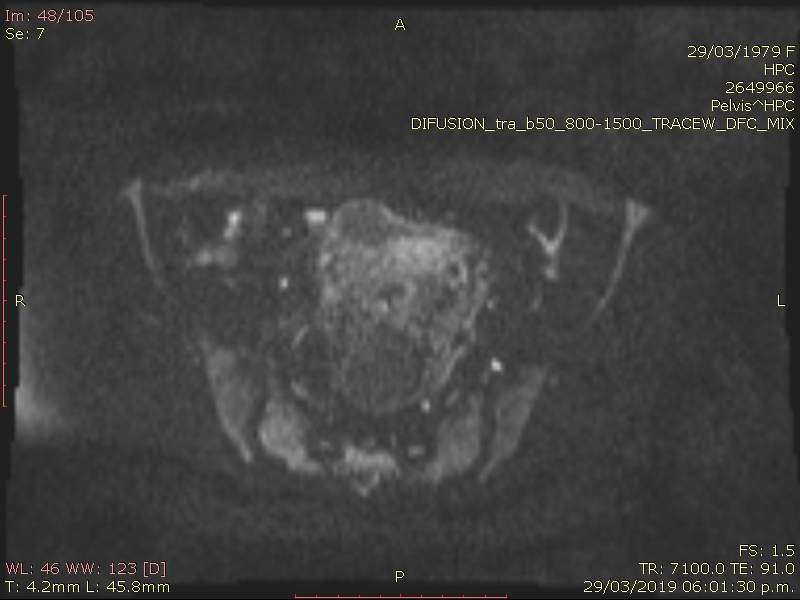 Im: 48/105
Se: 7
A
29/03/1979 F
HPC
2649966
Pelvis^HPC
DIFUSION_tra_b50_800-1500_TRACEW_DFC_MIX
R
L
WL: 46 WW: 123 [D]
T: 4.2mm L: 45.8mm
P
FS: 1.5
TR: 7100.0 TE: 91.0
29/03/2019 06:01:30 p.m.